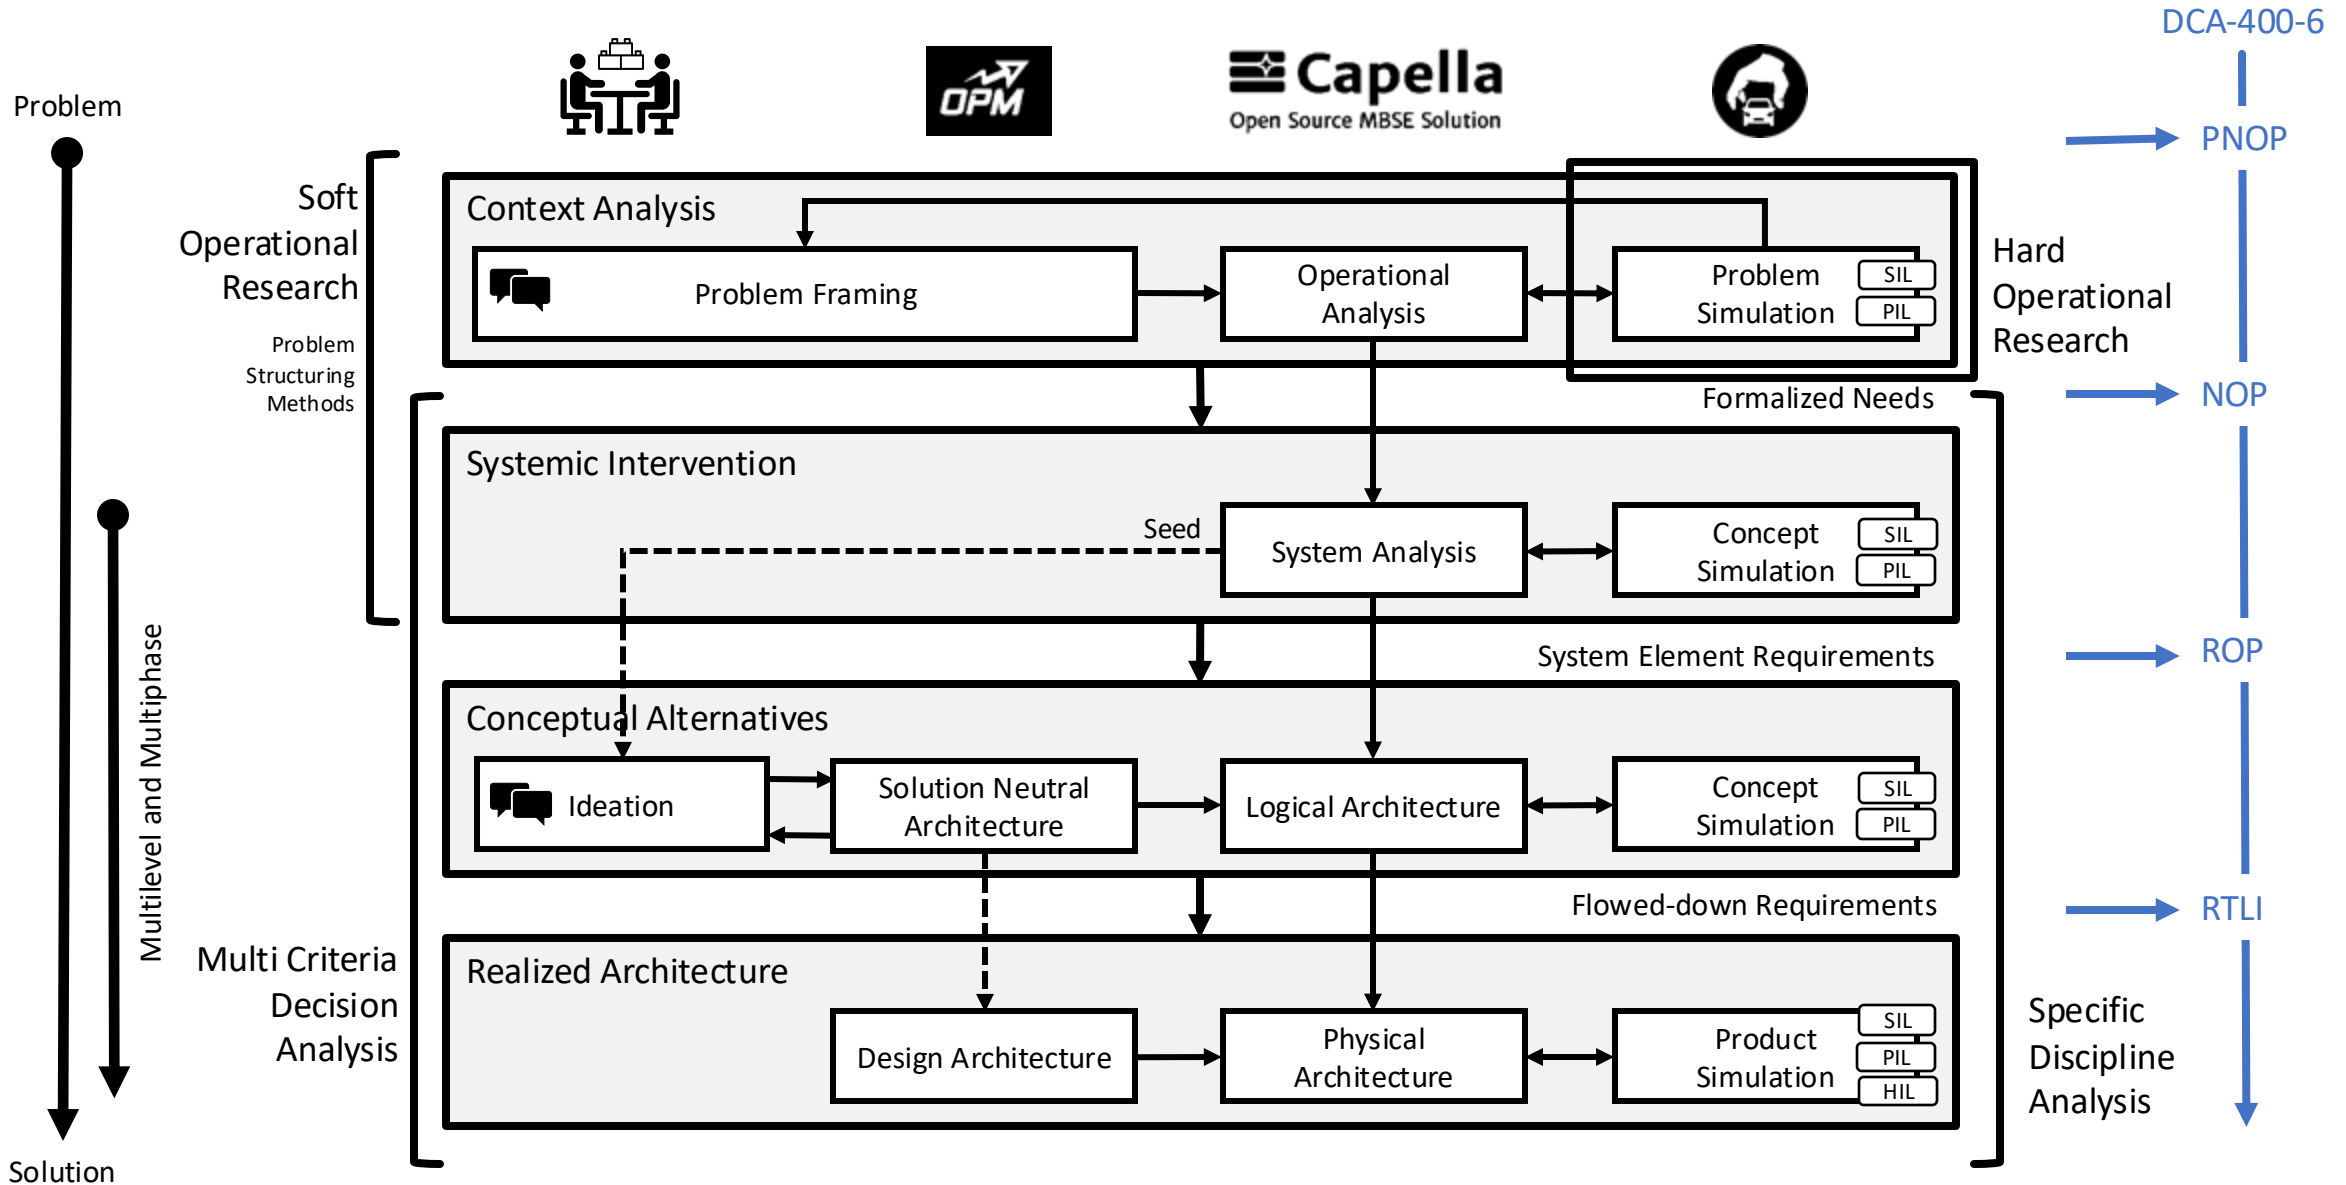 DCA-400-6
Problem
OPM
Capella
Open Source MBSE Solution
PNOP
Soft
Operational
Research
Problem
Structuring
Methods
Context Analysis
Problem Framing
Operational
Analysis
Problem
Simulation
SIL
PIL
Hard
Operational
Research
Formalized Needs
NOP
Systemic Intervention
Seed
System Analysis
Concept
Simulation
SIL
PIL
System Element Requirements
ROP
Multilevel and Multiphase
Conceptual Alternatives
Ideation
Solution Neutral
Architecture
Logical Architecture
Concept
Simulation
SIL
PIL
Flowed-down Requirements
RTLI
Multi Criteria
Decision
Analysis
Realized Architecture
Design Architecture
Physical
Architecture
Product
Simulation
SIL
PIL
HIL
Specific
Discipline
Analysis
Solution